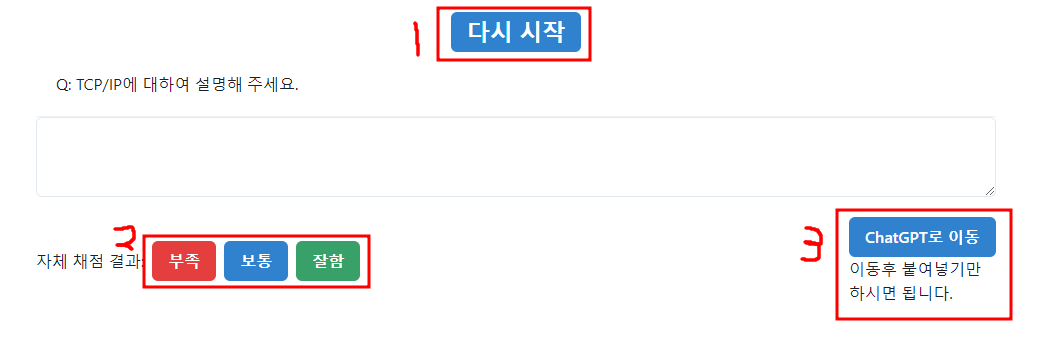 1
다시 시작
Q: TCP/IP에 대하여 설명해 주세요.
2
자체 채점 결과: 부족 보통 잘함
3
ChatGPT로 이동
이동후 붙여넣기만
하시면 됩니다.